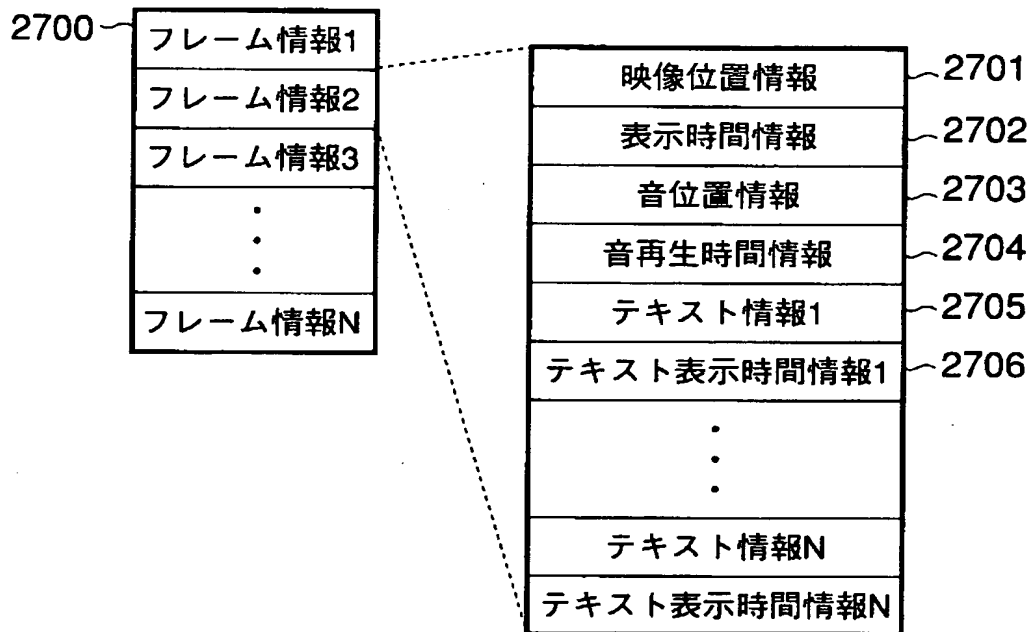 2700
フレーム情報1
フレーム情報2
フレーム情報3
フレーム情報N
映像位置情報
2701
表示時間情報
2702
音位置情報
2703
音再生時間情報
2704
テキスト情報1
2705
テキスト表示時間情報1
2706
テキスト情報N
テキスト表示時間情報N